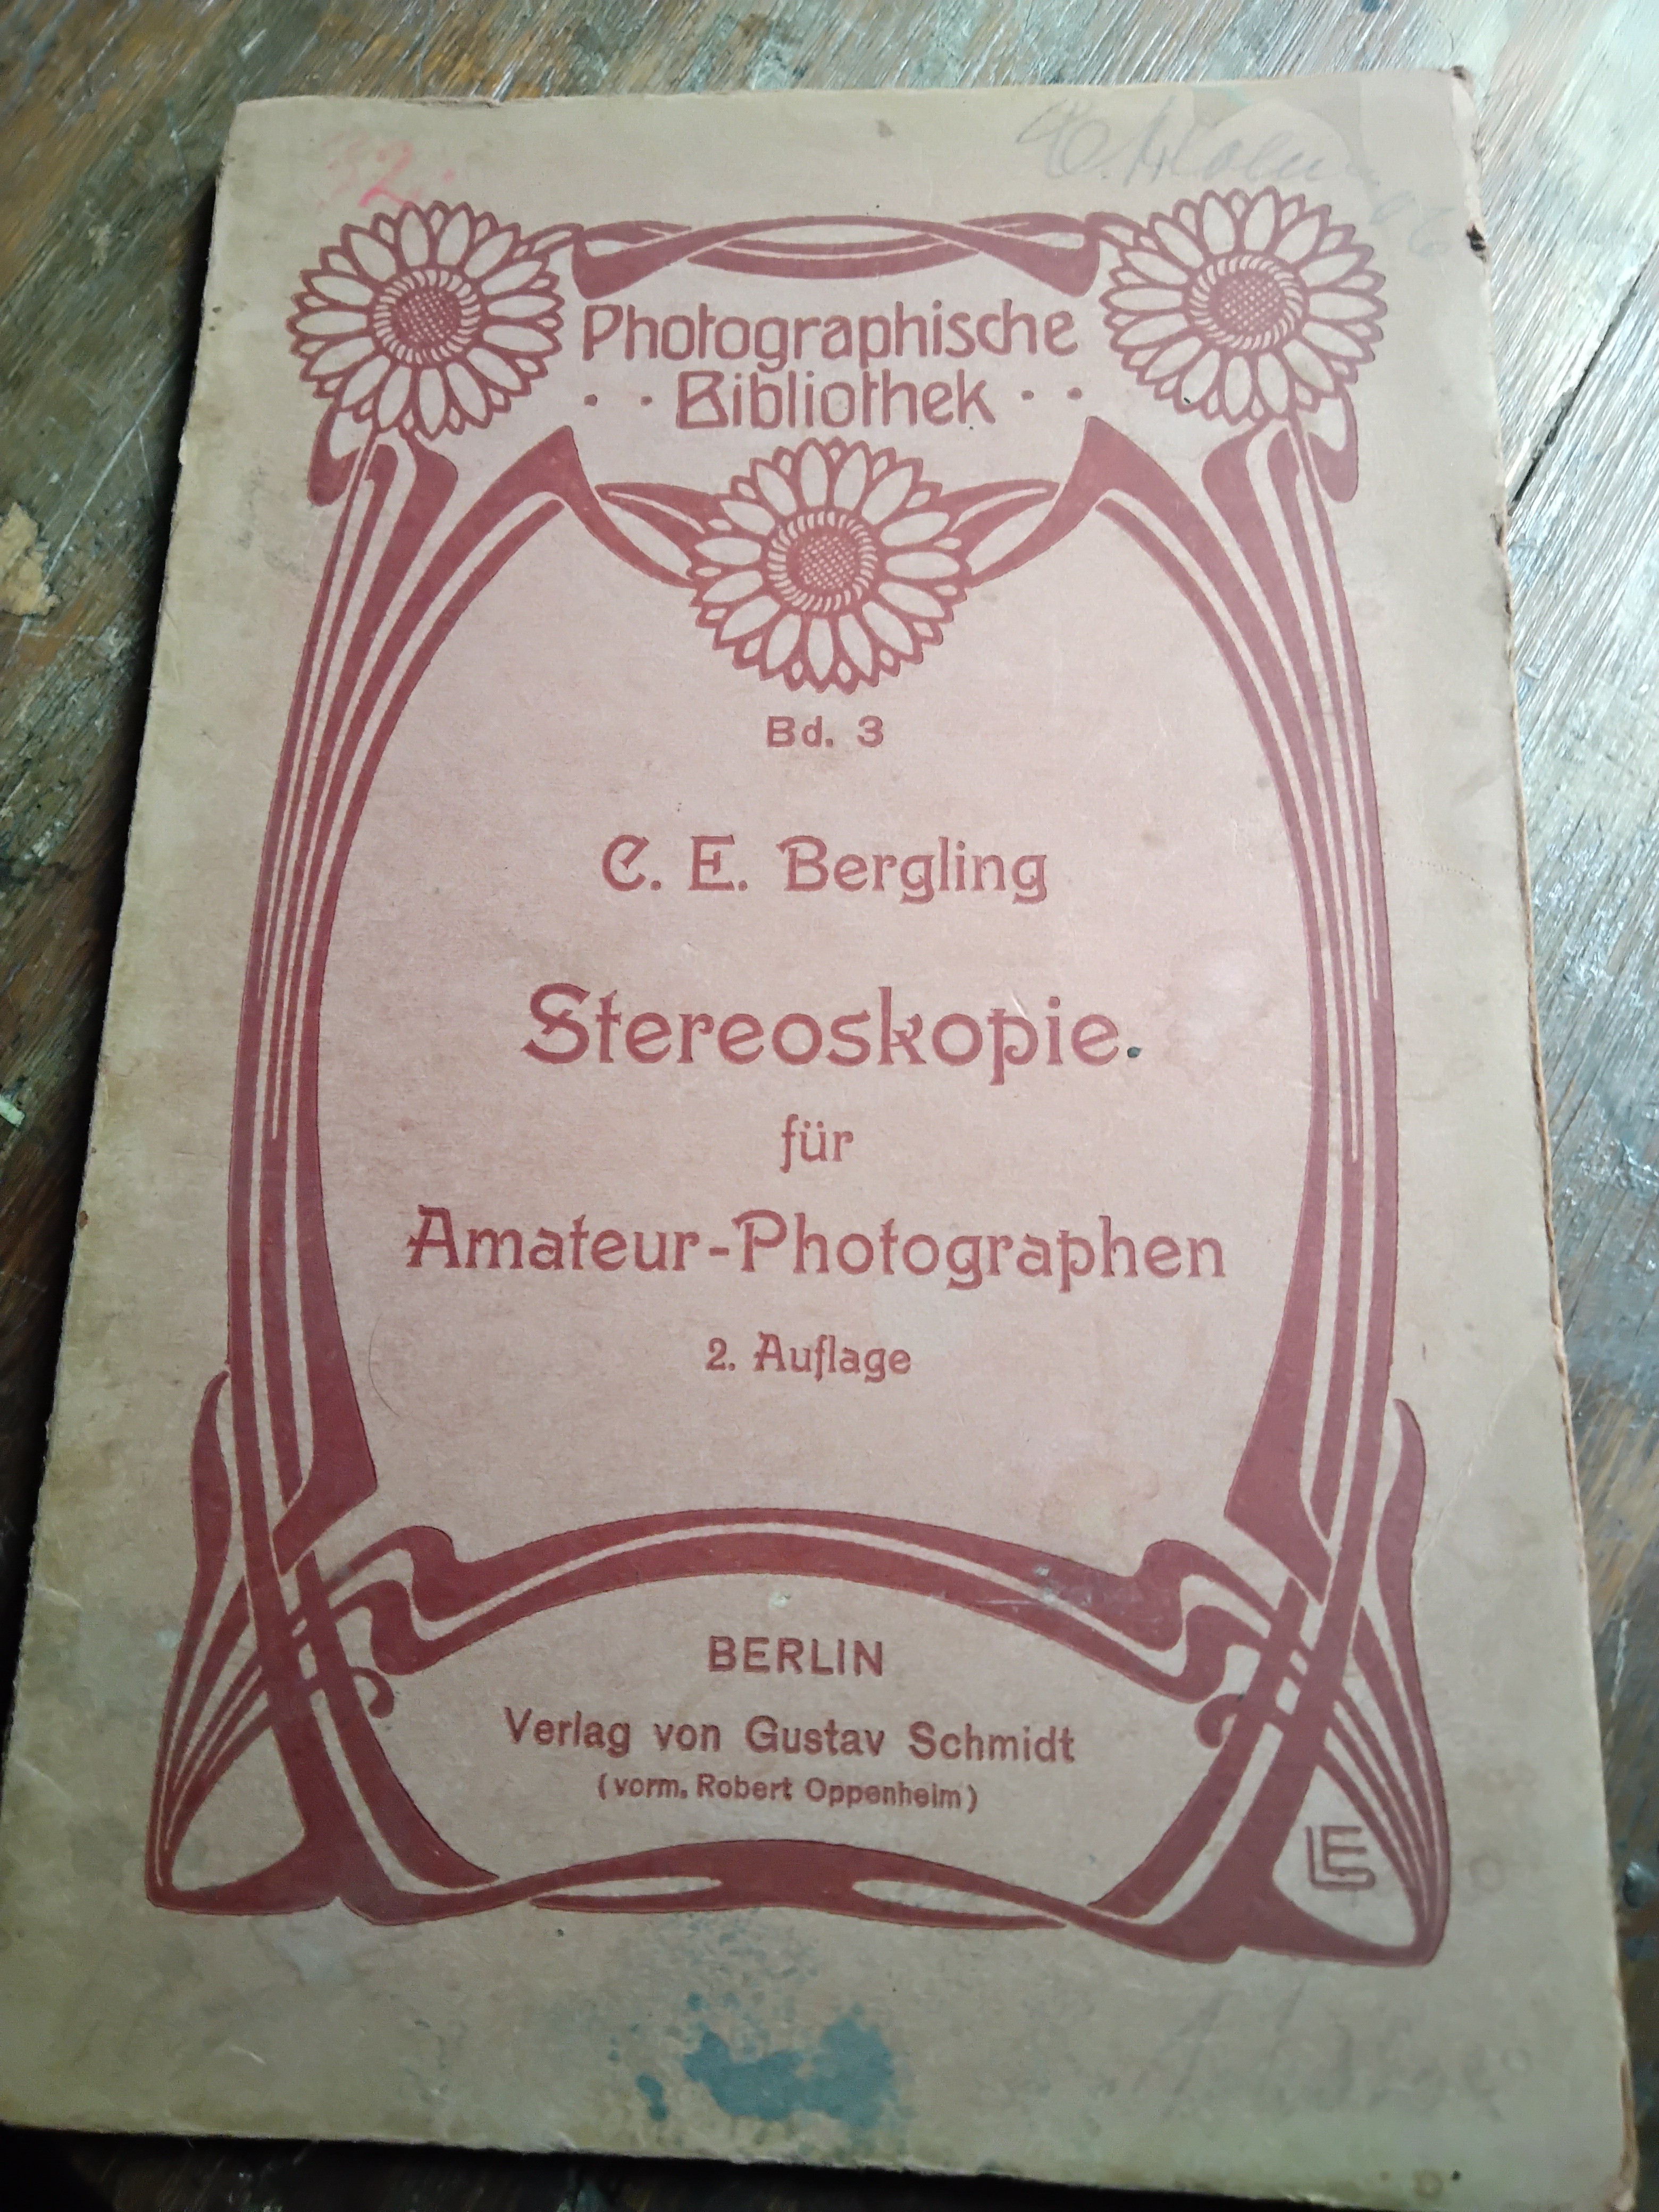 32.
Photographische
· · Bibliothek · ·
Bd. 3
C. E. Bergling
Stereoskopie.
für
Amateur-Photographen
2. Auflage
BERLIN
Verlag von Gustav Schmidt
(vorm. Robert Oppenheim)